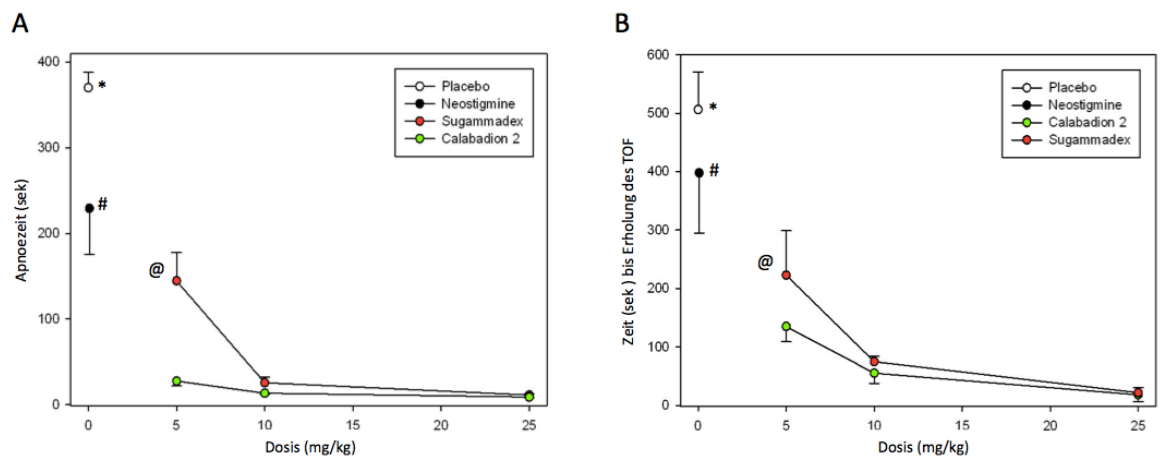 A
Apnoezeit (sek)
400
300
200
100
0
*
#
@
Placebo
Neostigmine
Sugammadex
Calabadion 2
0 5 10 15 20 25
Dosis (mg/kg)
B
Zeit (sek ) bis Erholung des TOF
600
500
400
300
200
100
0
*
#
@
Placebo
Neostigmine
Calabadion 2
Sugammadex
0 5 10 15 20 25
Dosis (mg/kg)